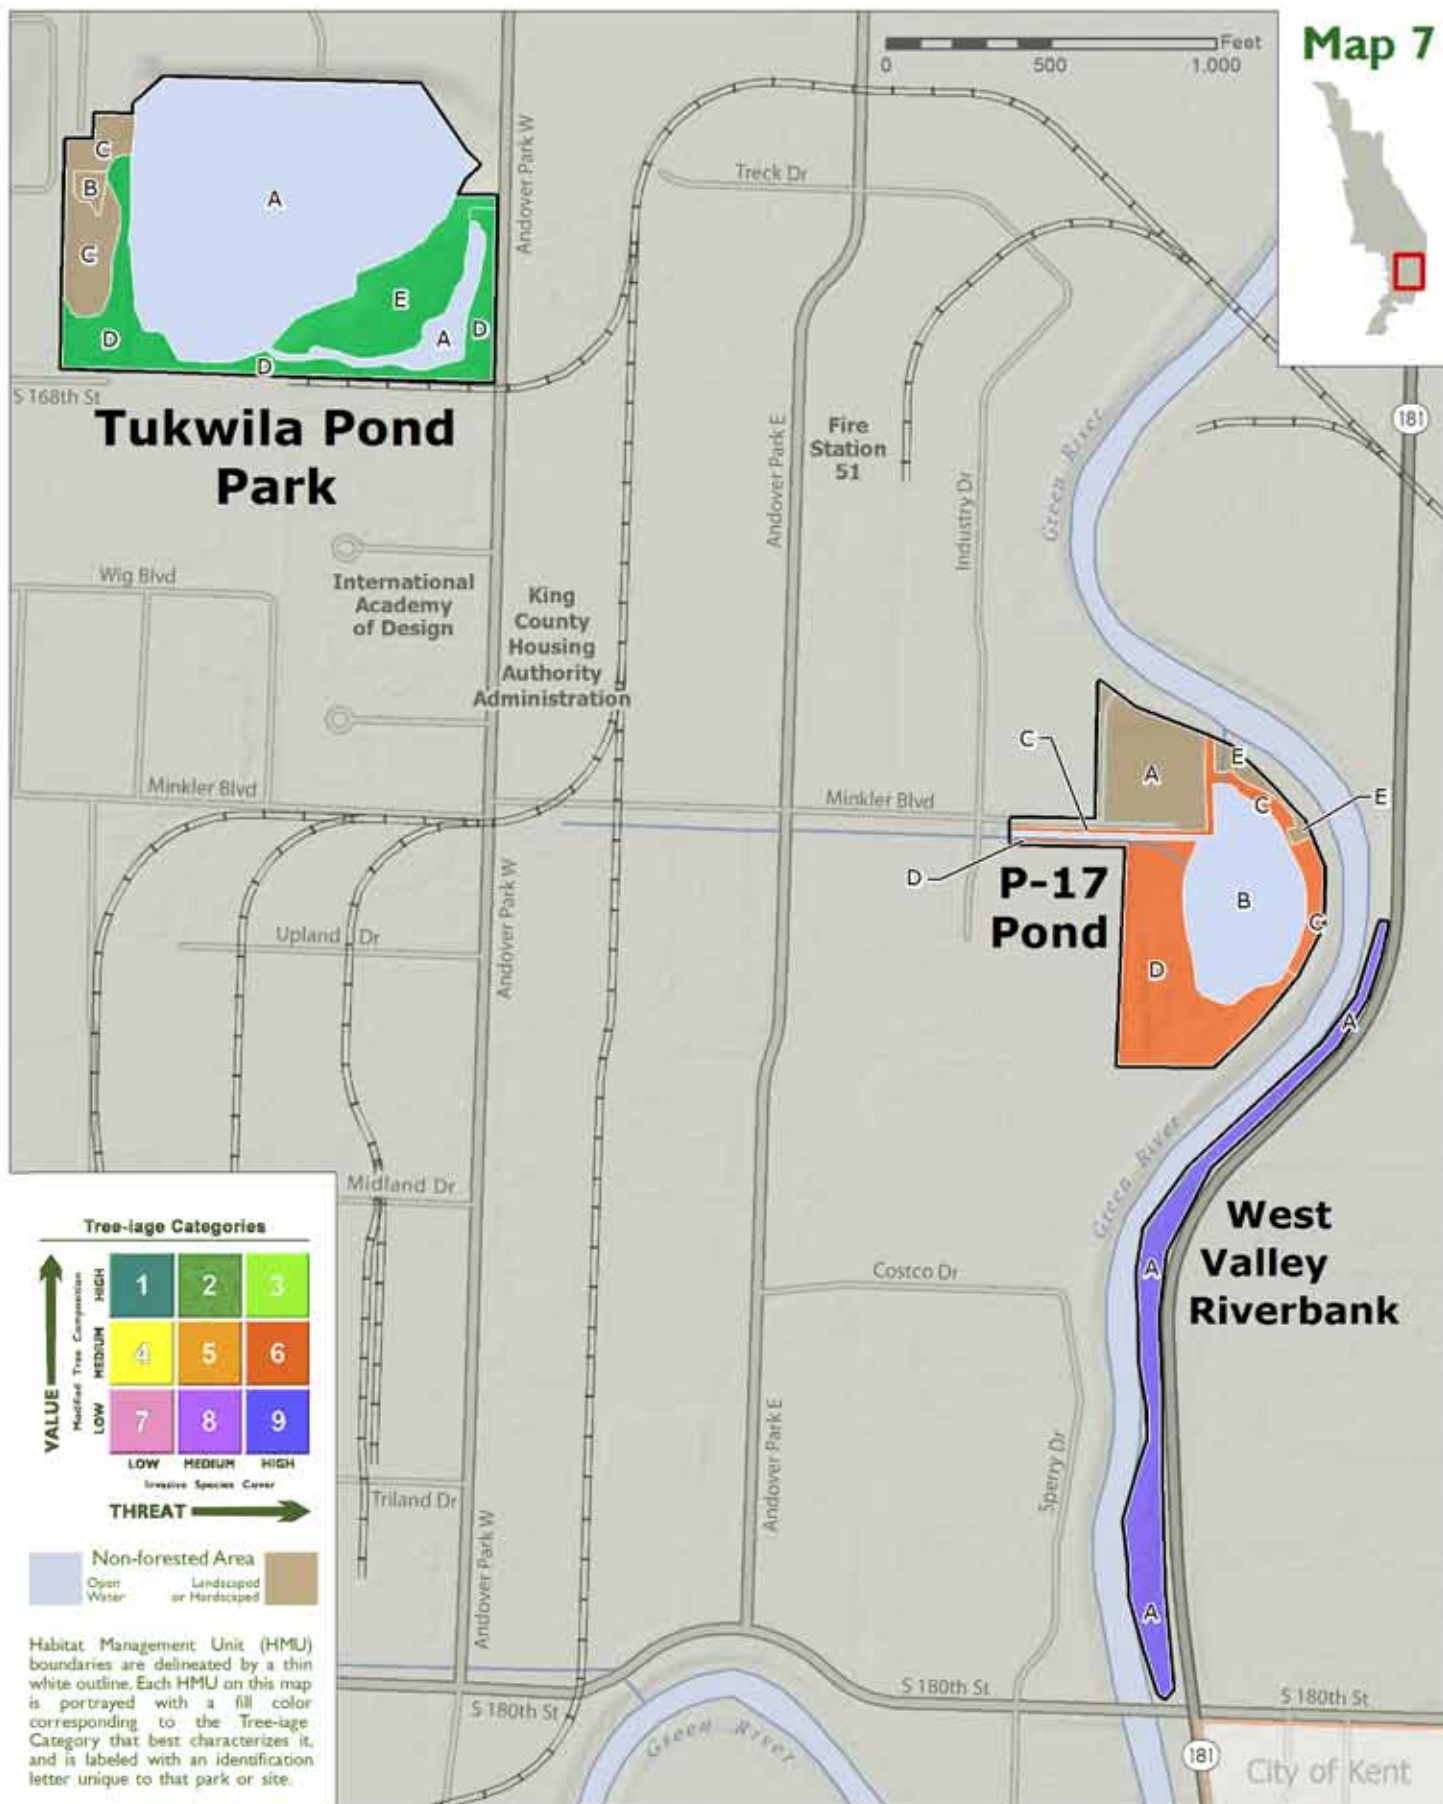 Map 7
Feet
0
500
1.000
Andover Park W
Treck Dr
C
B
A
C
E
D
A
D
D
S 168th St
Tukwila Pond
Park
181
Fire
Station
51
Andover Park E
Industry Dr
Green River
Wig Blvd
International
Academy
of Design
King
County
Housing
Authority
Administration
C
A
E
C
E
Minkler Blvd
Minkler Blvd
D
P-17
Pond
B
C
D
Andover Park W
Upland Dr
A
Green River
Midland Dr
West
Valley
Riverbank
A
Costco Dr
Andover Park E
Sperry Dr
Triland Dr
Andover Park W
A
S 180th St
S 180th St
S 180th St
Green River
181
City of Kent
Tree-iage Categories
VALUE
Modified Tree Composition
HIGH
MEDIUM
LOW
1 2 3
4 5 6
7 8 9
LOW MEDIUM HIGH
Invasive Species Cover
THREAT
Non-forested Area
Open
Water
Landscaped
or Hardscaped
Habitat Management Unit (HMU)
boundaries are delineated by a thin
white outline. Each HMU on this map
is portrayed with a fill color
corresponding to the Tree-iage
Category that best characterizes it,
and is labeled with an identification
letter unique to that park or site.